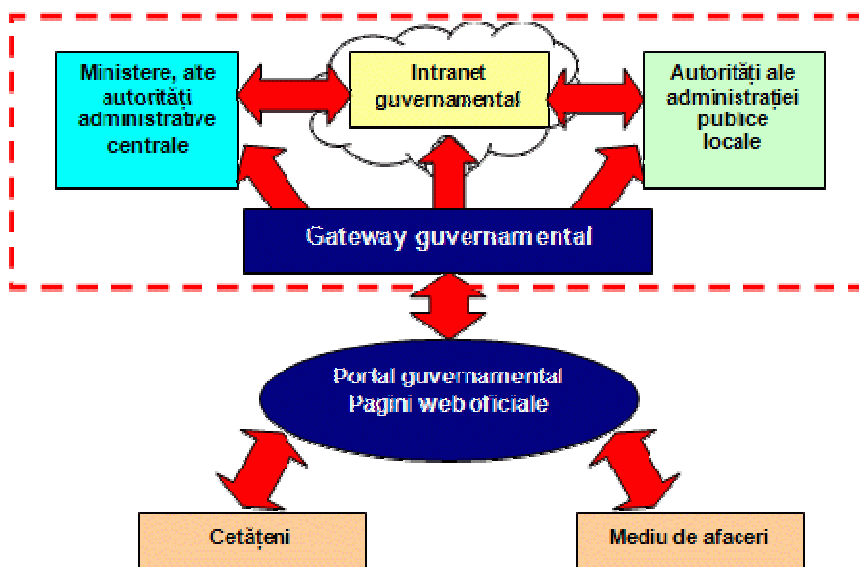 Ministere, ate
autorități
administrative
centrale
Intranet
guvernamental
Autorități ale
administrației
publice
locale
Gateway guvernamental
Portal guvernamental
Pagini web oficiale
Cetățeni
Mediu de afaceri